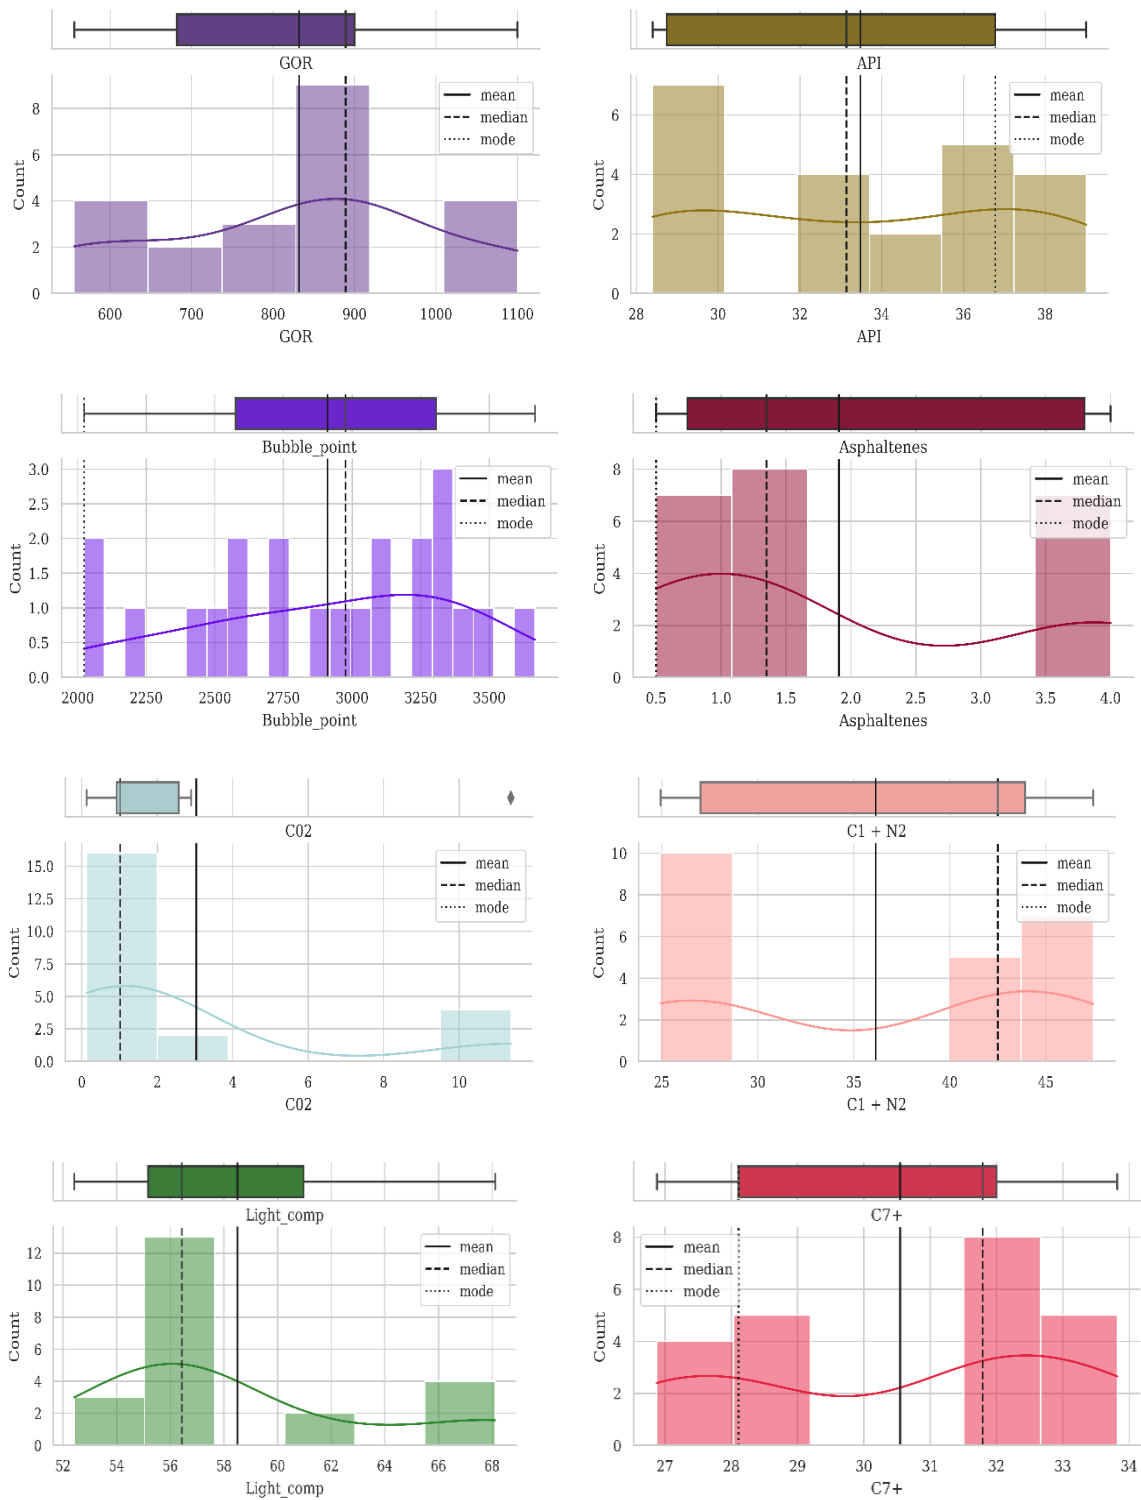 GOR
mean
median
mode
8
6
4
2
0
Count
600 700 800 900 1000 1100
GOR
API
mean
median
mode
6
4
2
0
Count
28 30 32 34 36 38
API
Bubble_point
mean
median
mode
3.0
2.5
2.0
1.5
1.0
0.5
0.0
Count
2000 2250 2500 2750 3000 3250 3500
Bubble_point
Asphaltenes
mean
median
mode
8
6
4
2
0
Count
0.5 1.0 1.5 2.0 2.5 3.0 3.5 4.0
Asphaltenes
C02
mean
median
mode
15.0
12.5
10.0
7.5
5.0
2.5
0.0
Count
0 2 4 6 8 10
C02
C1 + N2
mean
median
mode
10
8
6
4
2
0
Count
25 30 35 40 45
C1 + N2
Light_comp
mean
median
mode
12
10
8
6
4
2
0
Count
52 54 56 58 60 62 64 66 68
Light_comp
C7+
mean
median
mode
8
6
4
2
0
Count
27 28 29 30 31 32 33 34
C7+